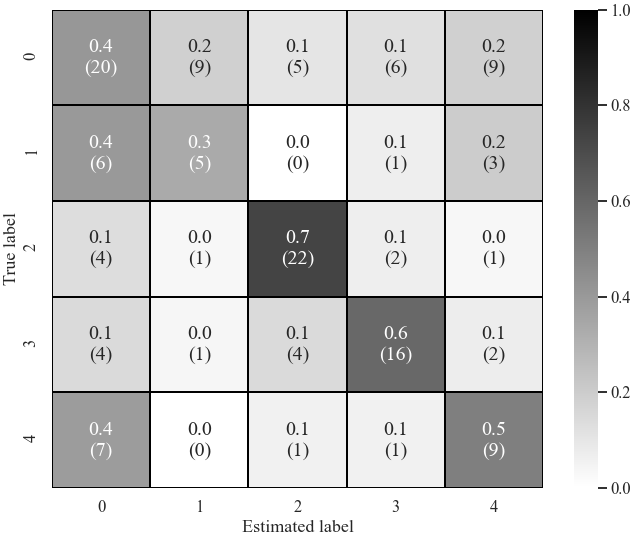 0.4 0.2 0.1 0.1 0.2
(20) (9) (5) (6) (9)
0.4 0.3 0.0 0.1 0.2
(6) (5) (0) (1) (3)
0.1 0.0 0.7 0.1 0.0
(4) (1) (22) (2) (1)
0.1 0.0 0.1 0.6 0.1
(4) (1) (4) (16) (2)
0.4 0.0 0.1 0.1 0.5
(7) (0) (1) (1) (9)
0
1
2
3
4
True label
0 1 2 3 4
Estimated label
1.0
0.8
0.6
0.4
0.2
0.0